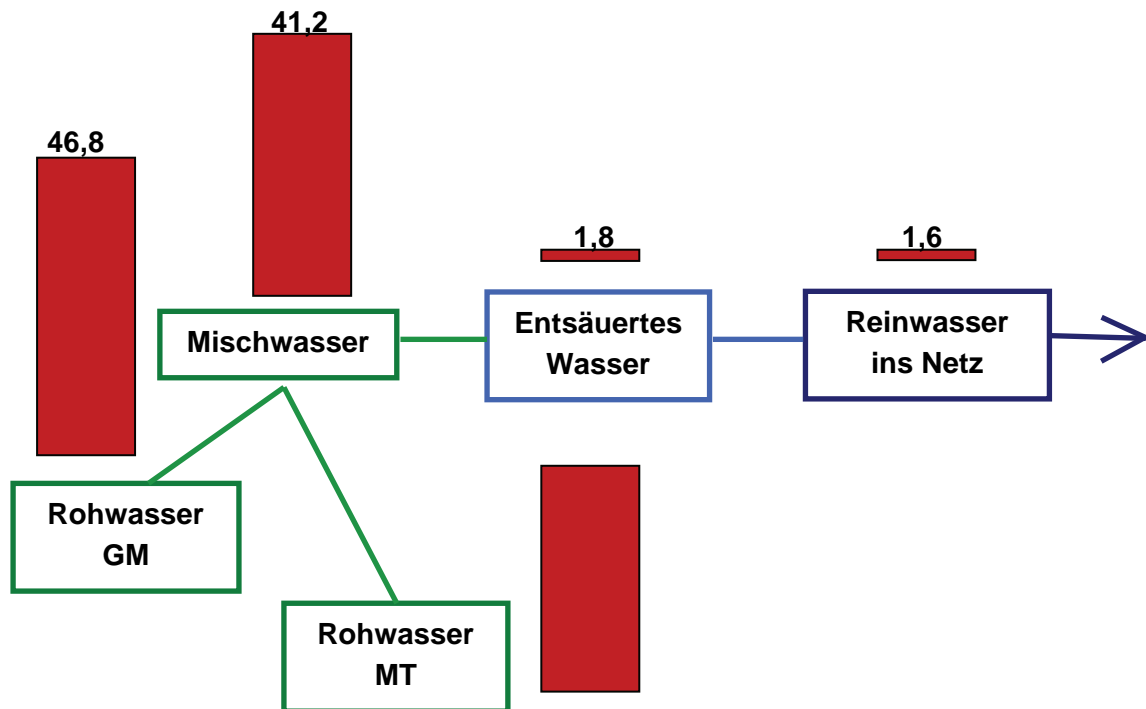 41,2
46,8
1,8
1,6
Mischwasser
Entsäuertes
Wasser
Reinwasser
ins Netz
Rohwasser
GM
Rohwasser
MT